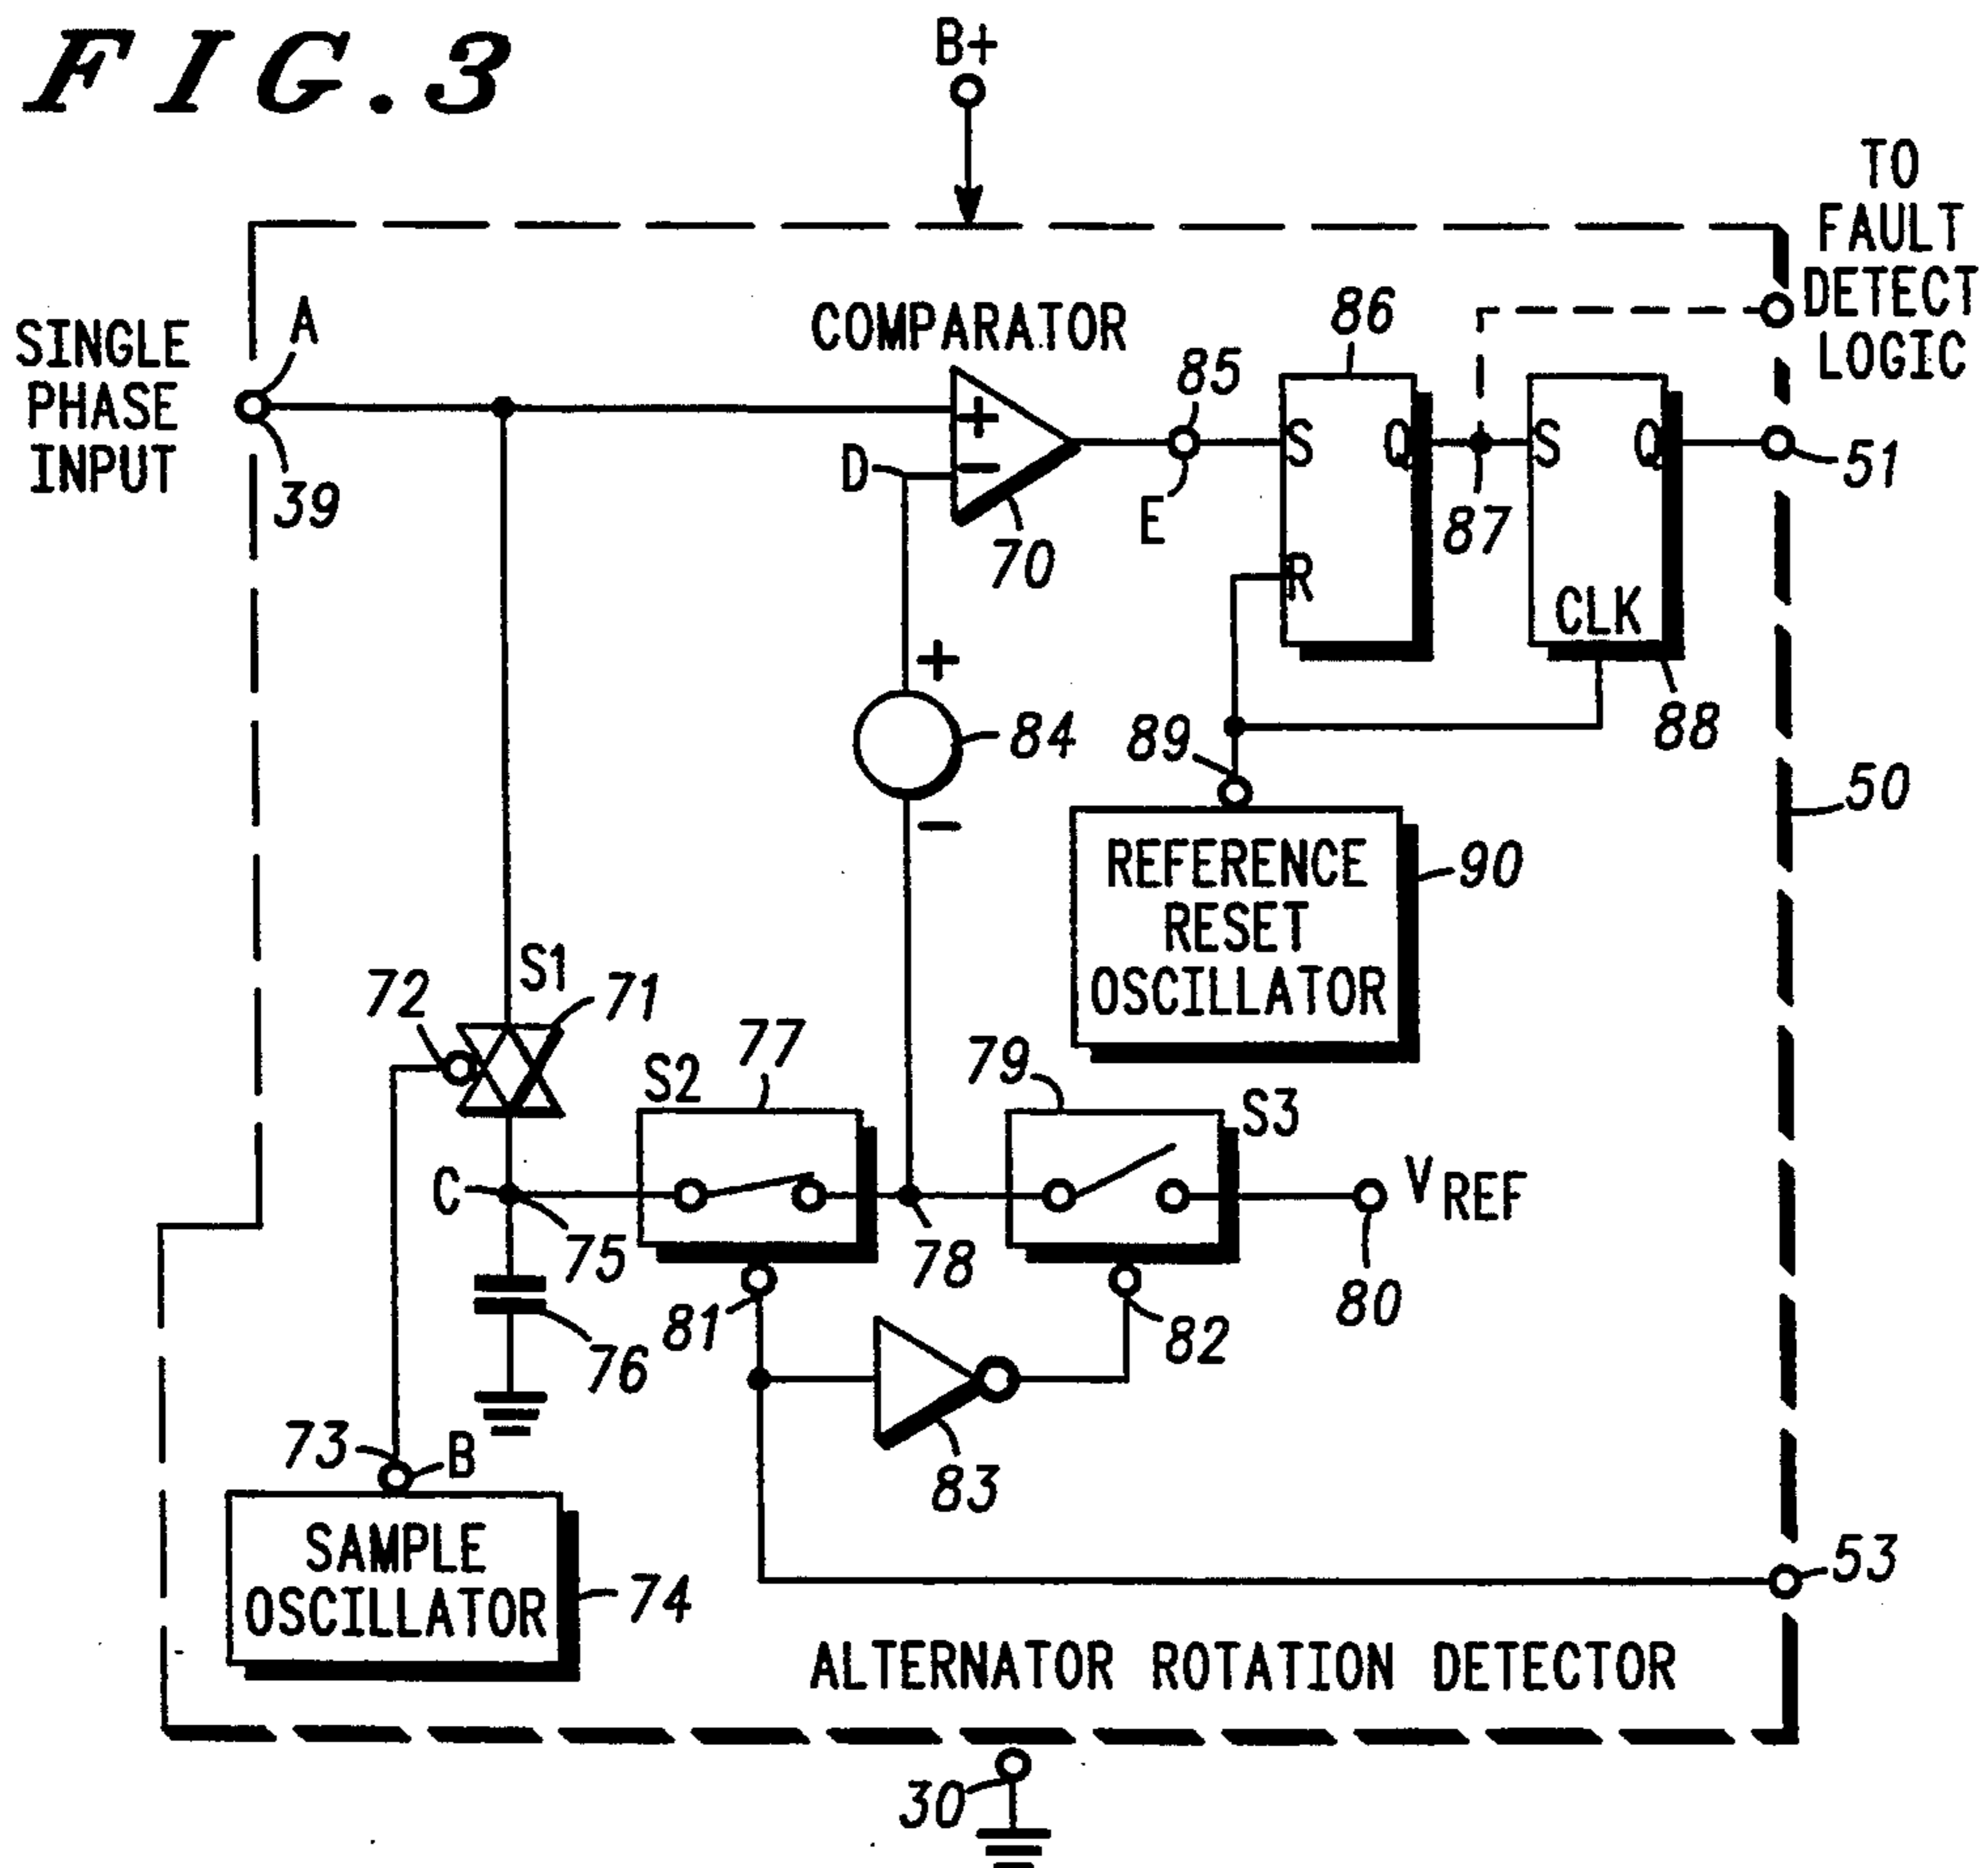 FIG.3
B+
TO
FAULT
DETECT
LOGIC
SINGLE
PHASE
INPUT
A
39
COMPARATOR
+
−
D
70
85
E
86
S
Q
R
87
S
Q
CLK
88
51
+
84
−
89
50
REFERENCE
RESET
OSCILLATOR
90
72
S1
71
S2
77
79
S3
C
75
78
VREF
80
76
81
82
83
73
B
SAMPLE
OSCILLATOR
74
53
ALTERNATOR ROTATION DETECTOR
30